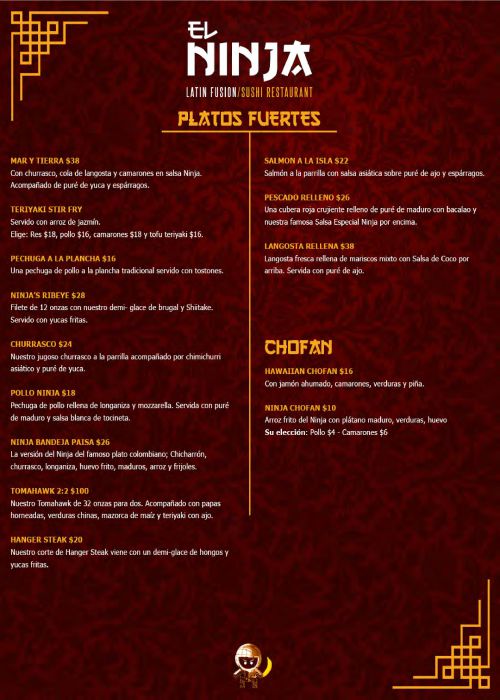 EL
NINJA
LATIN FUSION/SUSHI RESTAURANT
PLATOS FUERTES
MAR Y TIERRA $38
Con churrasco, cola de langosta y camarones en salsa Ninja.
Acompañado de puré de yuca y espárragos.
TERIYAKI STIR FRY
Servido con arroz de jazmín.
Elige: Res $18, pollo $16, camarones $18 y tofu teriyaki $16.
PECHUGA A LA PLANCHA $16
Una pechuga de pollo a la plancha tradicional servido con tostones.
NINJA'S RIBEYE $28
Filete de 12 onzas con nuestro demi- glace de brugal y Shiitake.
Servido con yucas fritas.
CHURRASCO $24
Nuestro jugoso churrasco a la parrilla acompañado por chimichurri
asiático y puré de yuca.
POLLO NINJA $18
Pechuga de pollo rellena de longaniza y mozzarella. Servida con puré
de maduro y salsa blanca de tocineta.
NINJA BANDEJA PAISA $26
La versión del Ninja del famoso plato colombiano; Chicharrón,
churrasco, longaniza, huevo frito, maduros, arroz y frijoles.
TOMAHAWK 2:2 $100
Nuestro Tomahawk de 32 onzas para dos. Acompañado con papas
horneadas, verduras chinas, mazorca de maíz y teriyaki con ajo.
HANGER STEAK $20
Nuestro corte de Hanger Steak viene con un demi-glace de hongos y
yucas fritas.
SALMON A LA ISLA $22
Salmón a la parrilla con salsa asiática sobre puré de ajo y espárragos.
PESCADO RELLENO $26
Una cubera roja crujiente relleno de puré de maduro con bacalao y
nuestra famosa Salsa Especial Ninja por encima.
LANGOSTA RELLENA $38
Langosta fresca rellena de mariscos mixto con Salsa de Coco por
arriba. Servida con puré de ajo.
CHOFAN
HAWAIIAN CHOFAN $16
Con jamón ahumado, camarones, verduras y piña.
NINJA CHOFAN $10
Arroz frito del Ninja con plátano maduro, verduras, huevo
Su elección: Pollo $4 - Camarones $6